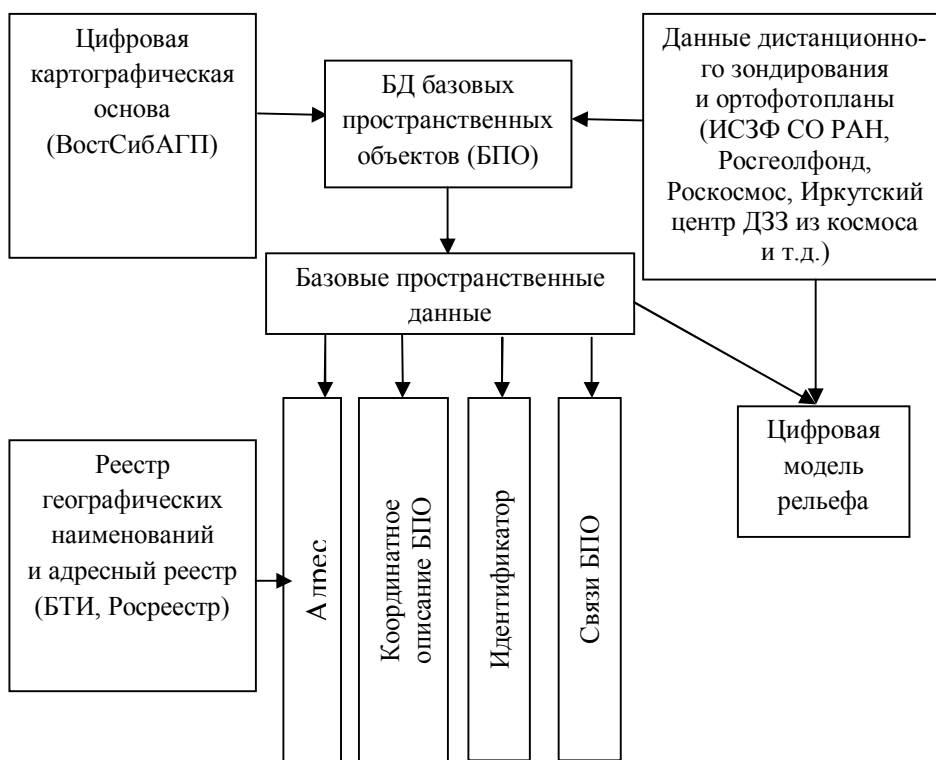 Цифровая
картографическая
основа
(ВостСибАГП)
БД базовых
пространственных
объектов (БПО)
Данные дистанционно-
го зондирования
и ортофотопланы
(ИСЗФ СО РАН,
Росгеолфонд,
Роскосмос, Иркутский
центр ДЗЗ из космоса
и т.д.)
Базовые пространственные
данные
Реестр
географических
наименований
и адресный реестр
(БТИ, Росреестр)
Адрес
Координатное
описание БПО
Идентификатор
Связи БПО
Цифровая
модель
рельефа